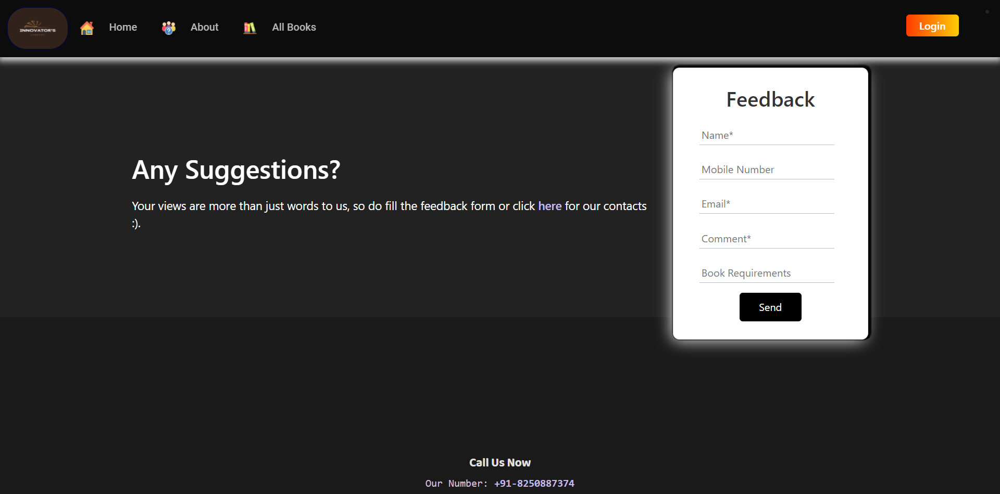 INNOVATOR'S
Home
About
All Books
Login
Any Suggestions?
Your views are more than just words to us, so do fill the feedback form or click here for our contacts
:).
Feedback
Name*
Mobile Number
Email*
Comment*
Book Requirements
Send
Call Us Now
Our Number: +91-8250887374